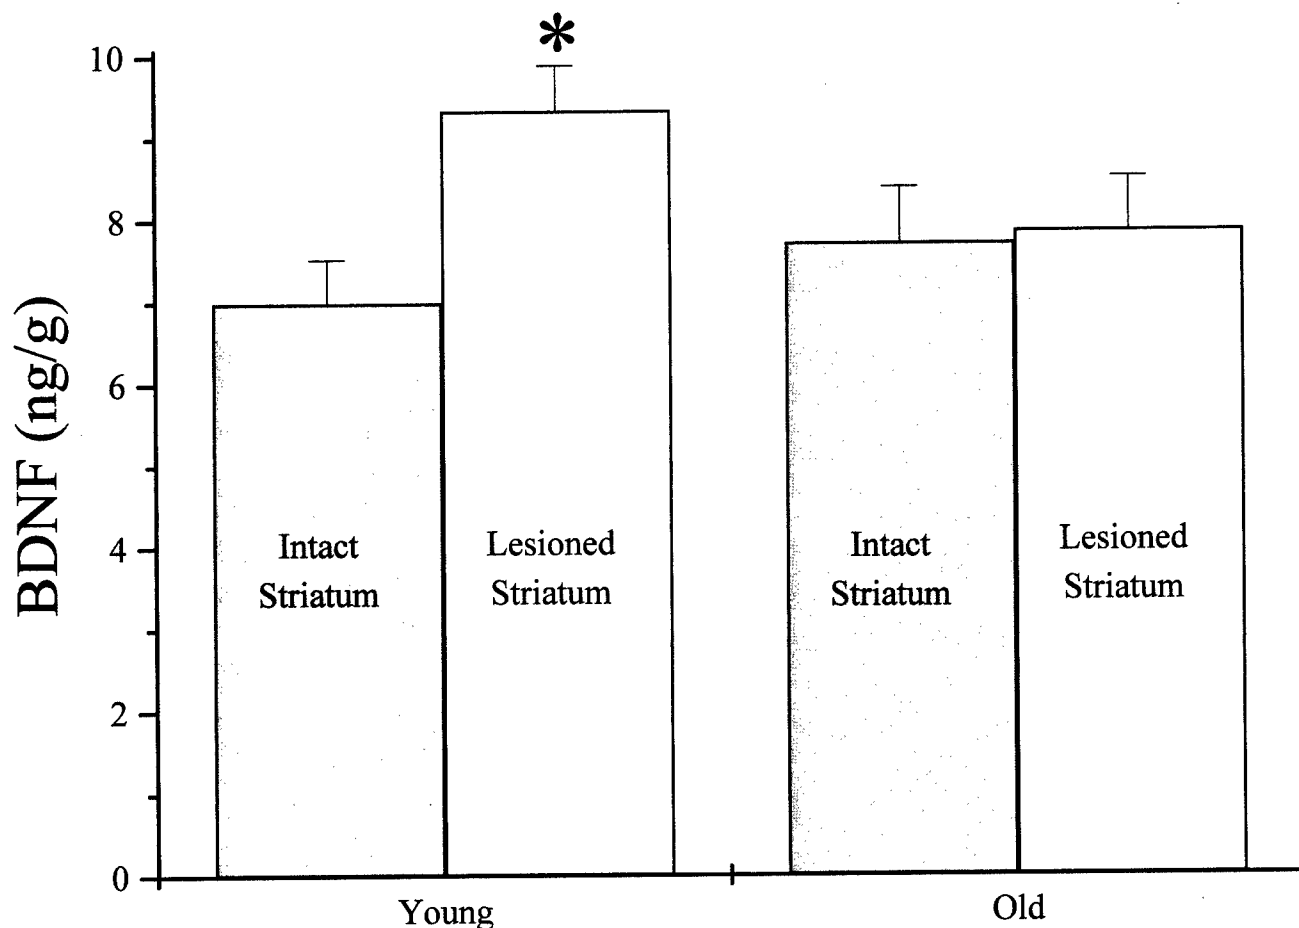 *
10
8
6
4
2
0
BDNF (ng/g)
Intact
Striatum
Lesioned
Striatum
Intact
Striatum
Lesioned
Striatum
Young
Old